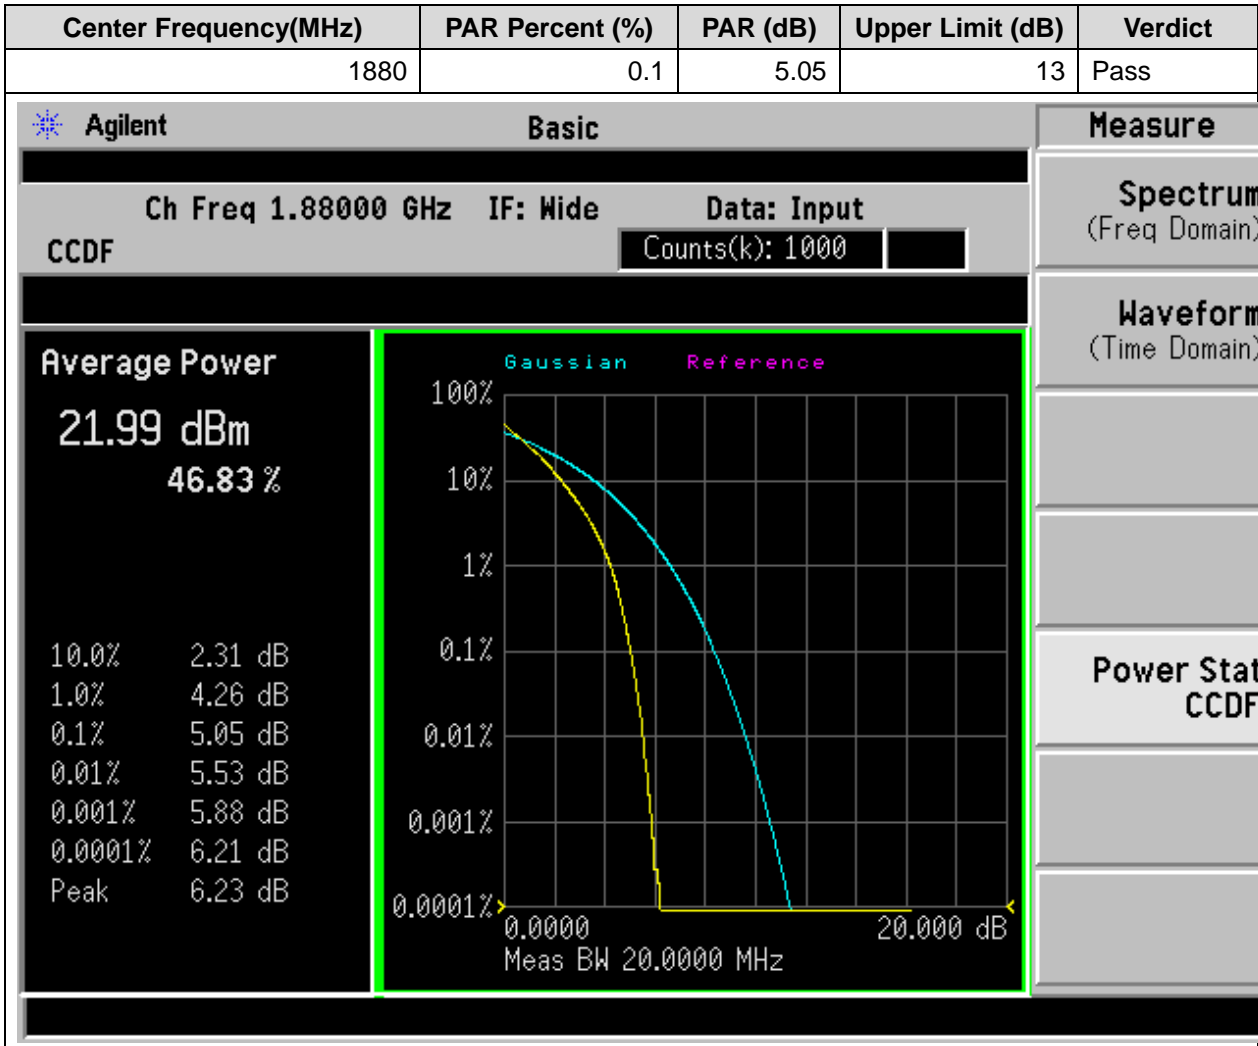 Center Frequency(MHz) PAR Percent (%) PAR (dB) Upper Limit (dB) Verdict
1880 0.1 5.05 13 Pass
Agilent Basic Measure
Ch Freq 1.88000 GHz IF: Wide Data: Input
CCDF Counts(k): 1000
Spectrum
(Freq Domain)
Waveform
(Time Domain)
Power Stat
CCDF
Average Power
21.99 dBm
46.83 %
10.0% 2.31 dB
1.0% 4.26 dB
0.1% 5.05 dB
0.01% 5.53 dB
0.001% 5.88 dB
0.0001% 6.21 dB
Peak 6.23 dB
Gaussian Reference
100%
10%
1%
0.1%
0.01%
0.001%
0.0001%
0.0000 20.000 dB
Meas BW 20.0000 MHz